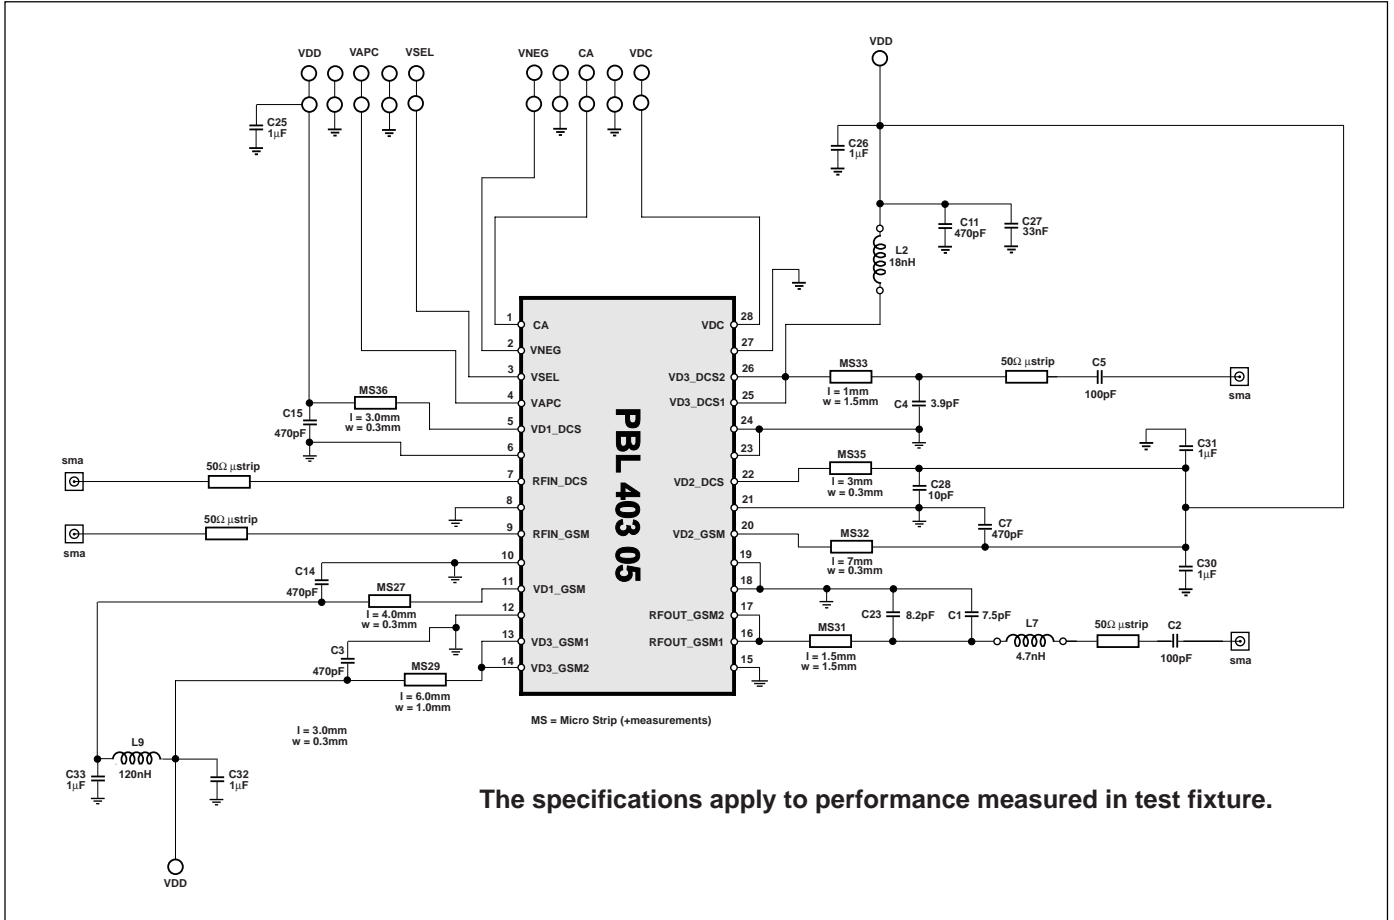 VDD VAPC VSEL VNEG CA VDC VDD
C25
1µF
C26
1µF
C11
470pF
C27
33nF
L2
18nH
1 CA
2 VNEG
3 VSEL
4 VAPC
5 VD1_DCS
6
7 RFIN_DCS
8
9 RFIN_GSM
10
11 VD1_GSM
12
13 VD3_GSM1
14 VD3_GSM2
PBL 403 05
VDC 28
27
VD3_DCS2 26
VD3_DCS1 25
24
23
VD2_DCS 22
21
VD2_GSM 20
19
18
RFOUT_GSM2 17
RFOUT_GSM1 16
15
MS36
l = 3.0mm
w = 0.3mm
C15
470pF
sma
50Ω µstrip
50Ω µstrip
sma
C14
470pF
MS27
l = 4.0mm
w = 0.3mm
C3
470pF
MS29
l = 6.0mm
w = 1.0mm
l = 3.0mm
w = 0.3mm
L9
120nH
C33
1µF
C32
1µF
VDD
MS33
l = 1mm
w = 1.5mm
C4 3.9pF
50Ω µstrip
C5
100pF
sma
C31
1µF
MS35
l = 3mm
w = 0.3mm
C28
10pF
C7
470pF
MS32
l = 7mm
w = 0.3mm
C30
1µF
C23 8.2pF
C1 7.5pF
MS31
l = 1.5mm
w = 1.5mm
L7
4.7nH
50Ω µstrip
C2
100pF
sma
MS = Micro Strip (+measurements)
The specifications apply to performance measured in test fixture.